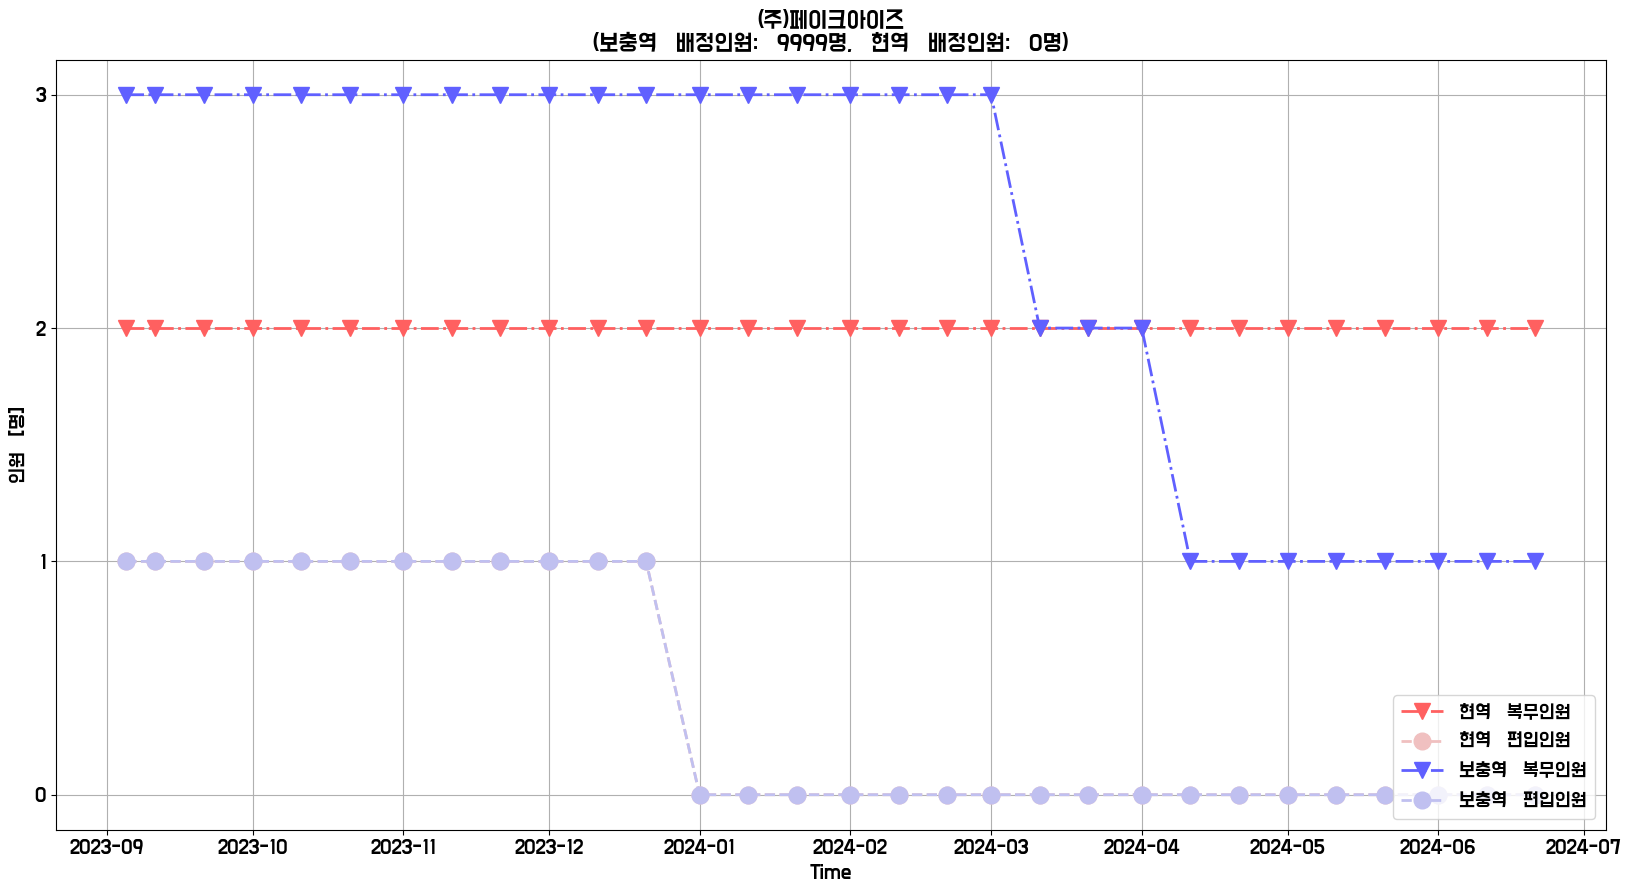 (주)페이크아이즈
(보충역 배정인원: 9999명, 현역 배정인원: 0명)
인원 [명]
3
2
1
0
현역 복무인원
현역 편입인원
보충역 복무인원
보충역 편입인원
2023-09 2023-10 2023-11 2023-12 2024-01 2024-02 2024-03 2024-04 2024-05 2024-06 2024-07
Time